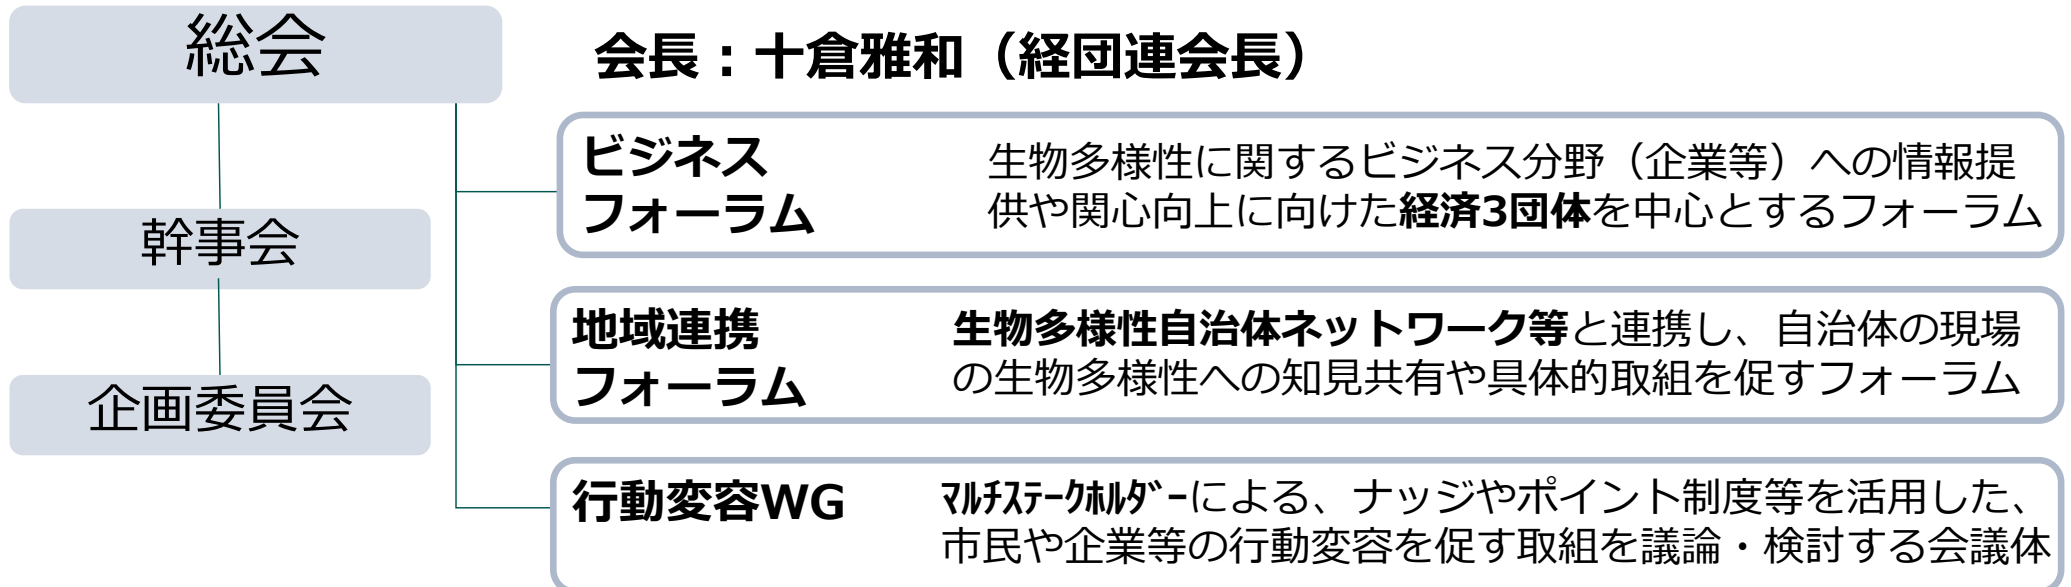 総会
会長：十倉雅和（経団連会長）
ビジネス
フォーラム
生物多様性に関するビジネス分野（企業等）への情報提
供や関心向上に向けた経済3団体を中心とするフォーラム
幹事会
地域連携
フォーラム
生物多様性自治体ネットワーク等と連携し、自治体の現場
の生物多様性への知見共有や具体的取組を促すフォーラム
企画委員会
行動変容WG
ﾏﾙﾁｽﾃｰｸﾎﾙﾀﾞｰによる、ナッジやポイント制度等を活用した、
市民や企業等の行動変容を促す取組を議論・検討する会議体